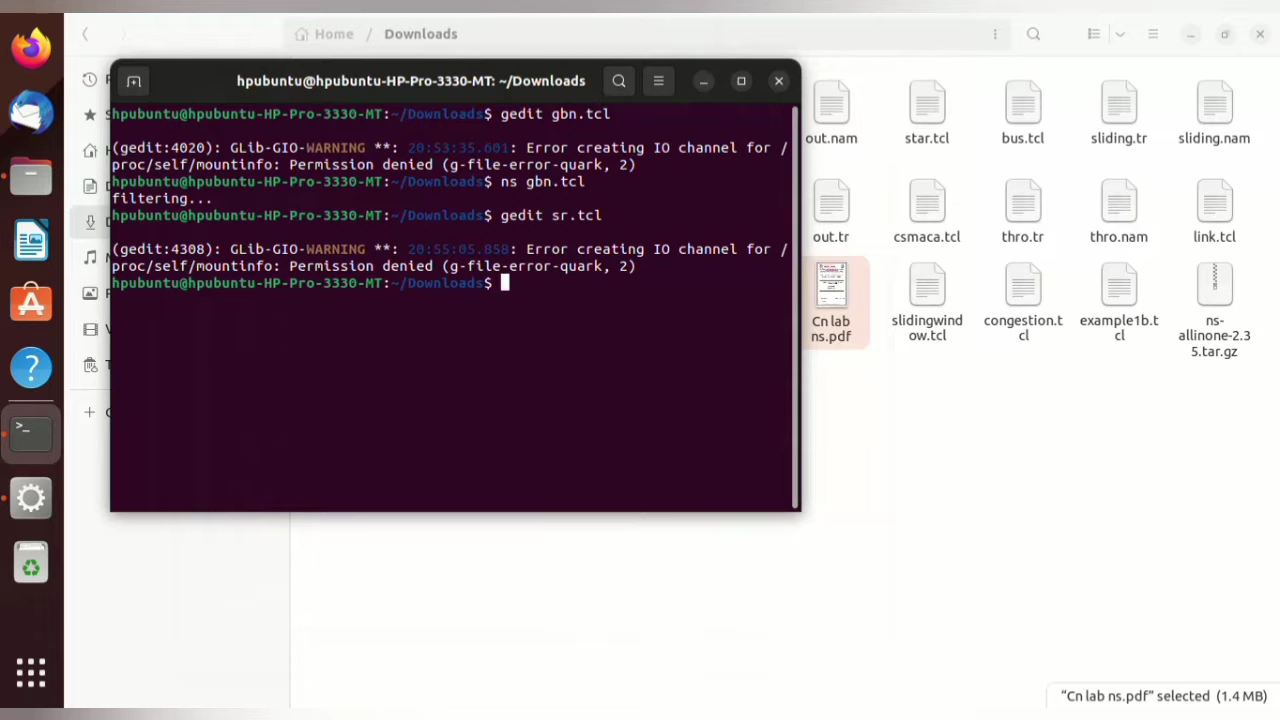 Home / Downloads
hpubuntu@hpubuntu-HP-Pro-3330-MT: ~/Downloads
hpubuntu@hpubuntu-HP-Pro-3330-MT:~/Downloads$ gedit gbn.tcl
(gedit:4020): GLib-GIO-WARNING **: 20:53:35.601: Error creating IO channel for /
proc/self/mountinfo: Permission denied (g-file-error-quark, 2)
hpubuntu@hpubuntu-HP-Pro-3330-MT:~/Downloads$ ns gbn.tcl
filtering...
hpubuntu@hpubuntu-HP-Pro-3330-MT:~/Downloads$ gedit sr.tcl
(gedit:4308): GLib-GIO-WARNING **: 20:55:05.858: Error creating IO channel for /
proc/self/mountinfo: Permission denied (g-file-error-quark, 2)
hpubuntu@hpubuntu-HP-Pro-3330-MT:~/Downloads$
out.nam
star.tcl
bus.tcl
sliding.tr
sliding.nam
out.tr
csmaca.tcl
thro.tr
thro.nam
link.tcl
Cn lab
ns.pdf
slidingwind
ow.tcl
congestion.t
cl
example1b.t
cl
ns-
allinone-2.3
5.tar.gz
"Cn lab ns.pdf" selected (1.4 MB)